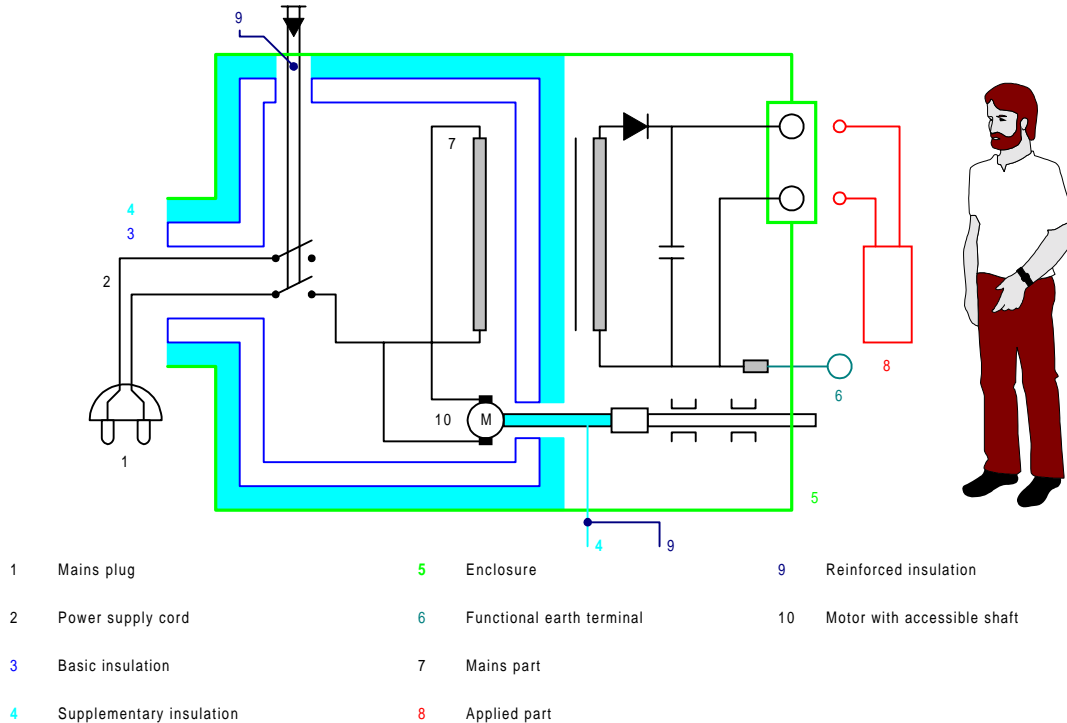 9
7
4
3
2
10 M
8
6
1
5
4 9
1 Mains plug
5 Enclosure
9 Reinforced insulation
2 Power supply cord
6 Functional earth terminal
10 Motor with accessible shaft
3 Basic insulation
7 Mains part
4 Supplementary insulation
8 Applied part